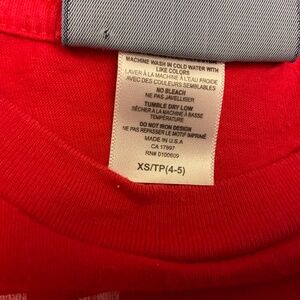 MACHINE WASH IN COLD WATER WITH
LIKE COLORS
LAVER À LA MACHINE À L'EAU FROIDE
AVEC DES COULEURS SEMBLABLES
NO BLEACH
NE PAS JAVELLISER
TUMBLE DRY LOW
SÉCHER À LA MACHINE À BASSE
TEMPÉRATURE
DO NOT IRON DESIGN
NE PAS REPASSER LE MOTIF IMPRIMÉ
MADE IN U.S.A
CA 17897
RN# 0100609
XS/TP(4-5)